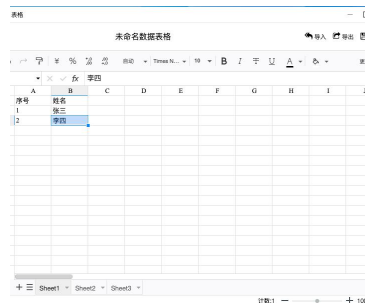 表格
未命名数据表格
导入 导出
¥ % 自动 Times N... 10 B I U A
fx 李四
A B C D E F G H I
序号 姓名
1 张三
2 李四
Sheet1 Sheet2 Sheet3
计数:1 100